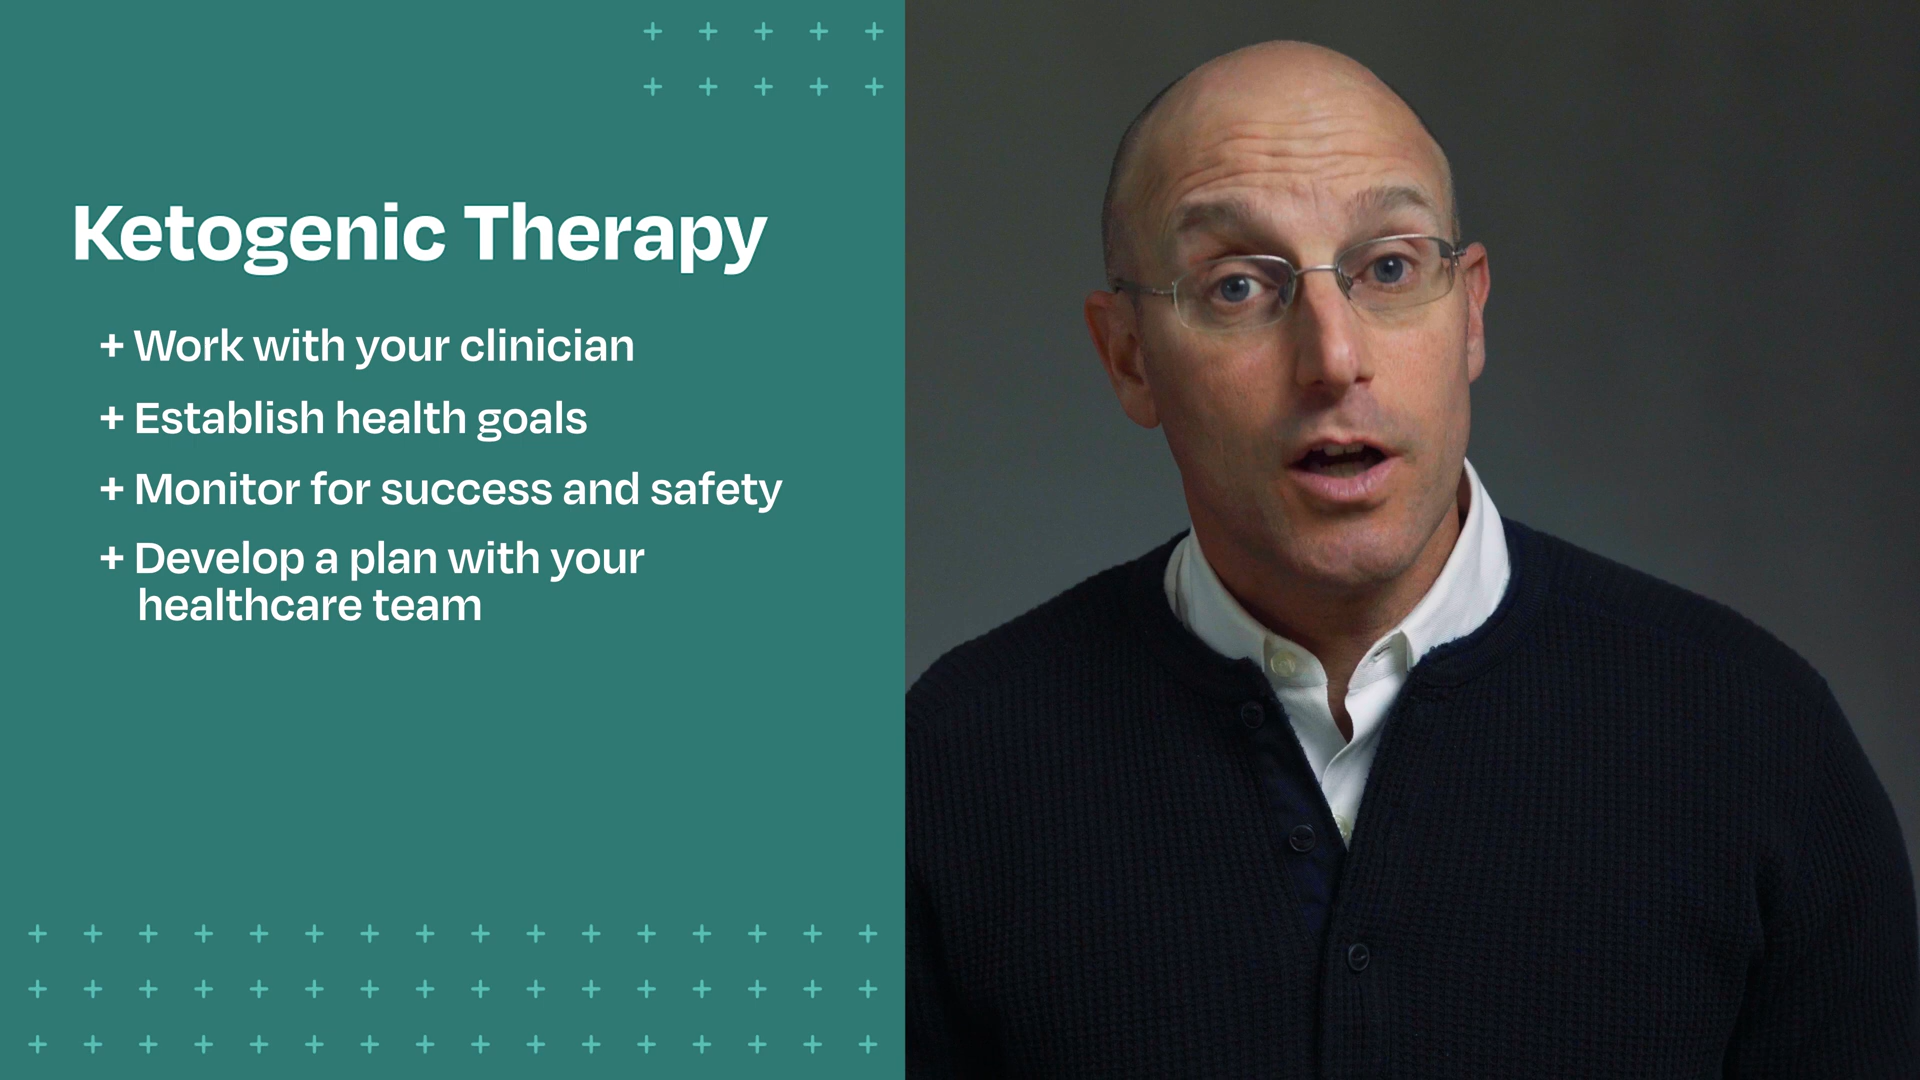 Ketogenic Therapy
+ Work with your clinician
+ Establish health goals
+ Monitor for success and safety
+ Develop a plan with your
healthcare team